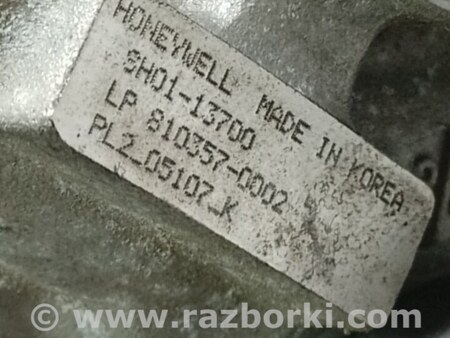 HONEYWELL MADE IN KOREA
SH01-13700
LP 810357-0002
PL2_05107_K
© www.razborki.com